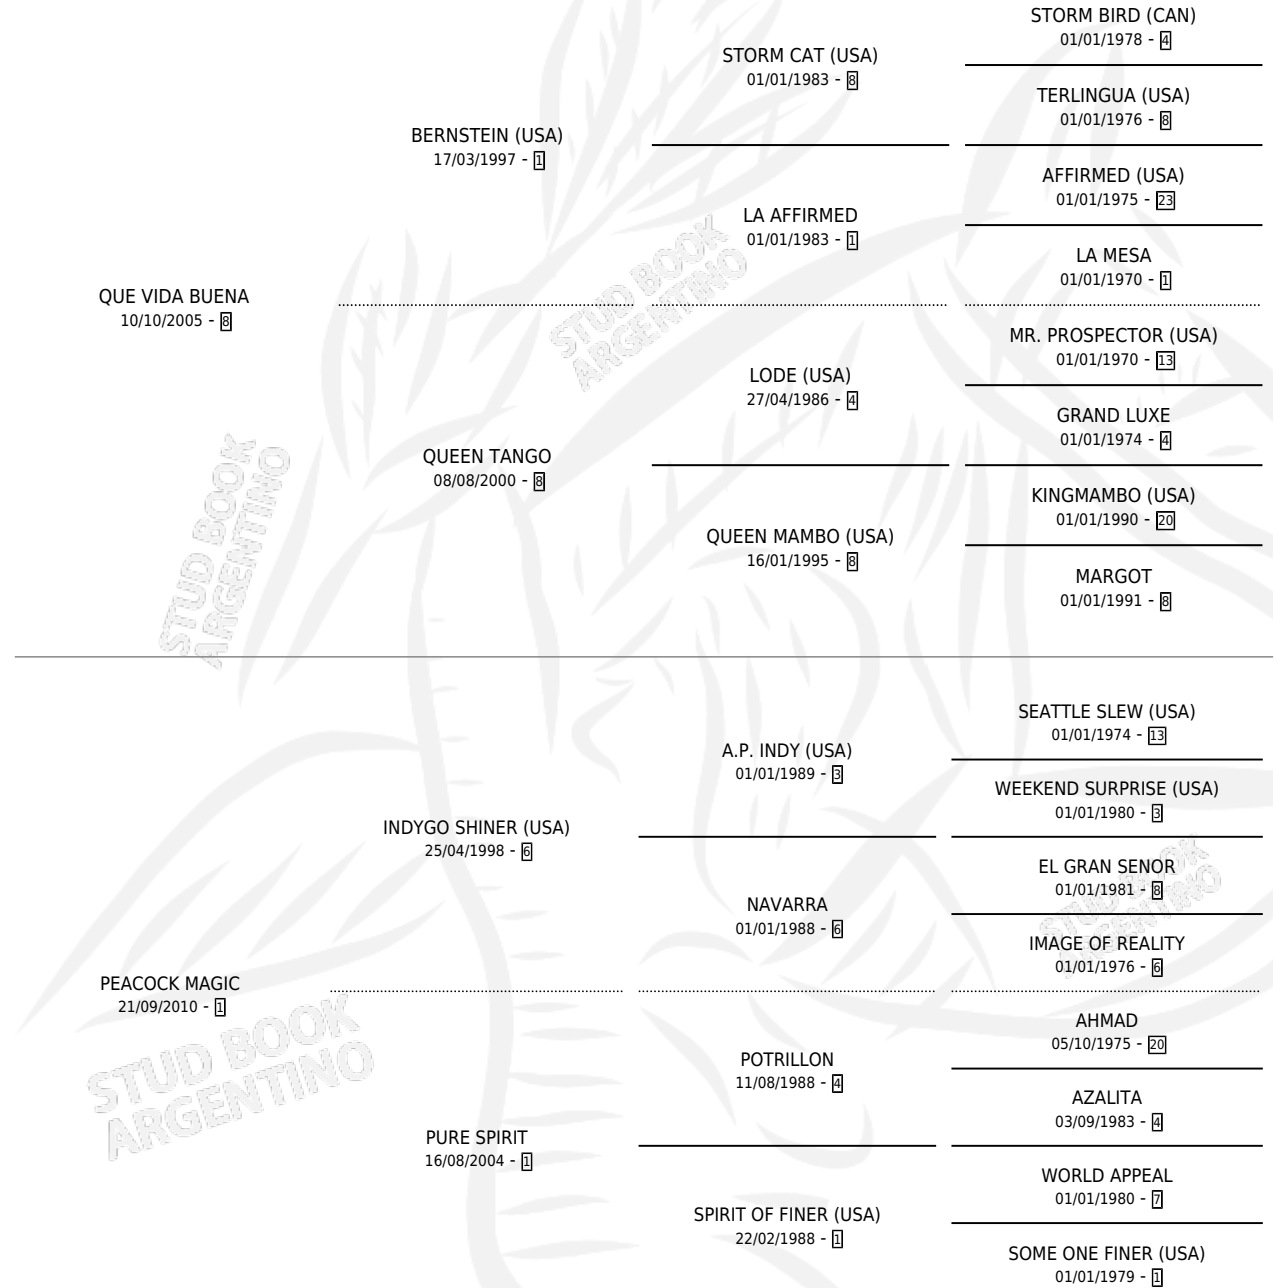 STORM BIRD (CAN)
01/01/1978 - 4
STORM CAT (USA)
01/01/1983 - 8
TERLINGUA (USA)
01/01/1976 - 8
BERNSTEIN (USA)
17/03/1997 - 1
AFFIRMED (USA)
01/01/1975 - 23
LA AFFIRMED
01/01/1983 - 1
LA MESA
01/01/1970 - 1
QUE VIDA BUENA
10/10/2005 - 8
MR. PROSPECTOR (USA)
01/01/1970 - 13
LODE (USA)
27/04/1986 - 4
GRAND LUXE
01/01/1974 - 4
QUEEN TANGO
08/08/2000 - 8
KINGMAMBO (USA)
01/01/1990 - 20
QUEEN MAMBO (USA)
16/01/1995 - 8
MARGOT
01/01/1991 - 8
SEATTLE SLEW (USA)
01/01/1974 - 13
A.P. INDY (USA)
01/01/1989 - 3
WEEKEND SURPRISE (USA)
01/01/1980 - 3
INDYGO SHINER (USA)
25/04/1998 - 6
EL GRAN SENOR
01/01/1981 - 8
NAVARRA
01/01/1988 - 6
IMAGE OF REALITY
01/01/1976 - 6
PEACOCK MAGIC
21/09/2010 - 1
AHMAD
05/10/1975 - 20
POTRILLON
11/08/1988 - 4
AZALITA
03/09/1983 - 4
PURE SPIRIT
16/08/2004 - 1
WORLD APPEAL
01/01/1980 - 7
SPIRIT OF FINER (USA)
22/02/1988 - 1
SOME ONE FINER (USA)
01/01/1979 - 1
STUD BOOK
ARGENTINO
STUD BOOK
ARGENTINO
STUD BOOK
ARGENTINO
STUD BOOK
ARGENTINO